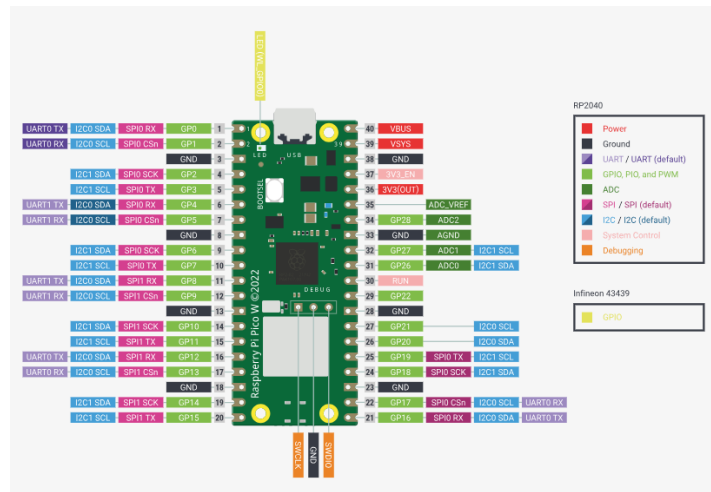 LED (WL_GPIO0)
UART0 TX I2C0 SDA SPI0 RX GP0 1 1 40 VBUS
UART0 RX I2C0 SCL SPI0 CSn GP1 2 2 39 39 VSYS
GND 3 LED USB 38 GND
I2C1 SDA SPI0 SCK GP2 4 37 3V3_EN
I2C1 SCL SPI0 TX GP3 5 BOOTSEL 36 3V3(OUT)
UART1 TX I2C0 SDA SPI0 RX GP4 6 35 ADC_VREF
UART1 RX I2C0 SCL SPI0 CSn GP5 7 34 GP28 ADC2
GND 8 33 GND AGND
I2C1 SDA SPI0 SCK GP6 9 32 GP27 ADC1 I2C1 SCL
I2C1 SCL SPI0 TX GP7 10 31 GP26 ADC0 I2C1 SDA
UART1 TX I2C0 SDA SPI1 RX GP8 11 30 RUN
UART1 RX I2C0 SCL SPI1 CSn GP9 12 DEBUG 29 GP22
GND 13 28 GND
I2C1 SDA SPI1 SCK GP10 14 27 GP21 I2C0 SCL
I2C1 SCL SPI1 TX GP11 15 26 GP20 I2C0 SDA
UART0 TX I2C0 SDA SPI1 RX GP12 16 25 GP19 SPI0 TX I2C1 SCL
UART0 RX I2C0 SCL SPI1 CSn GP13 17 24 GP18 SPI0 SCK I2C1 SDA
GND 18 23 GND
I2C1 SDA SPI1 SCK GP14 19 22 GP17 SPI0 CSn I2C0 SCL UART0 RX
I2C1 SCL SPI1 TX GP15 20 21 GP16 SPI0 RX I2C0 SDA UART0 TX
Raspberry Pi Pico W ©2022
SWCLK
GND
SWDIO
RP2040
Power
Ground
UART / UART (default)
GPIO, PIO, and PWM
ADC
SPI / SPI (default)
I2C / I2C (default)
System Control
Debugging
Infineon 43439
GPIO